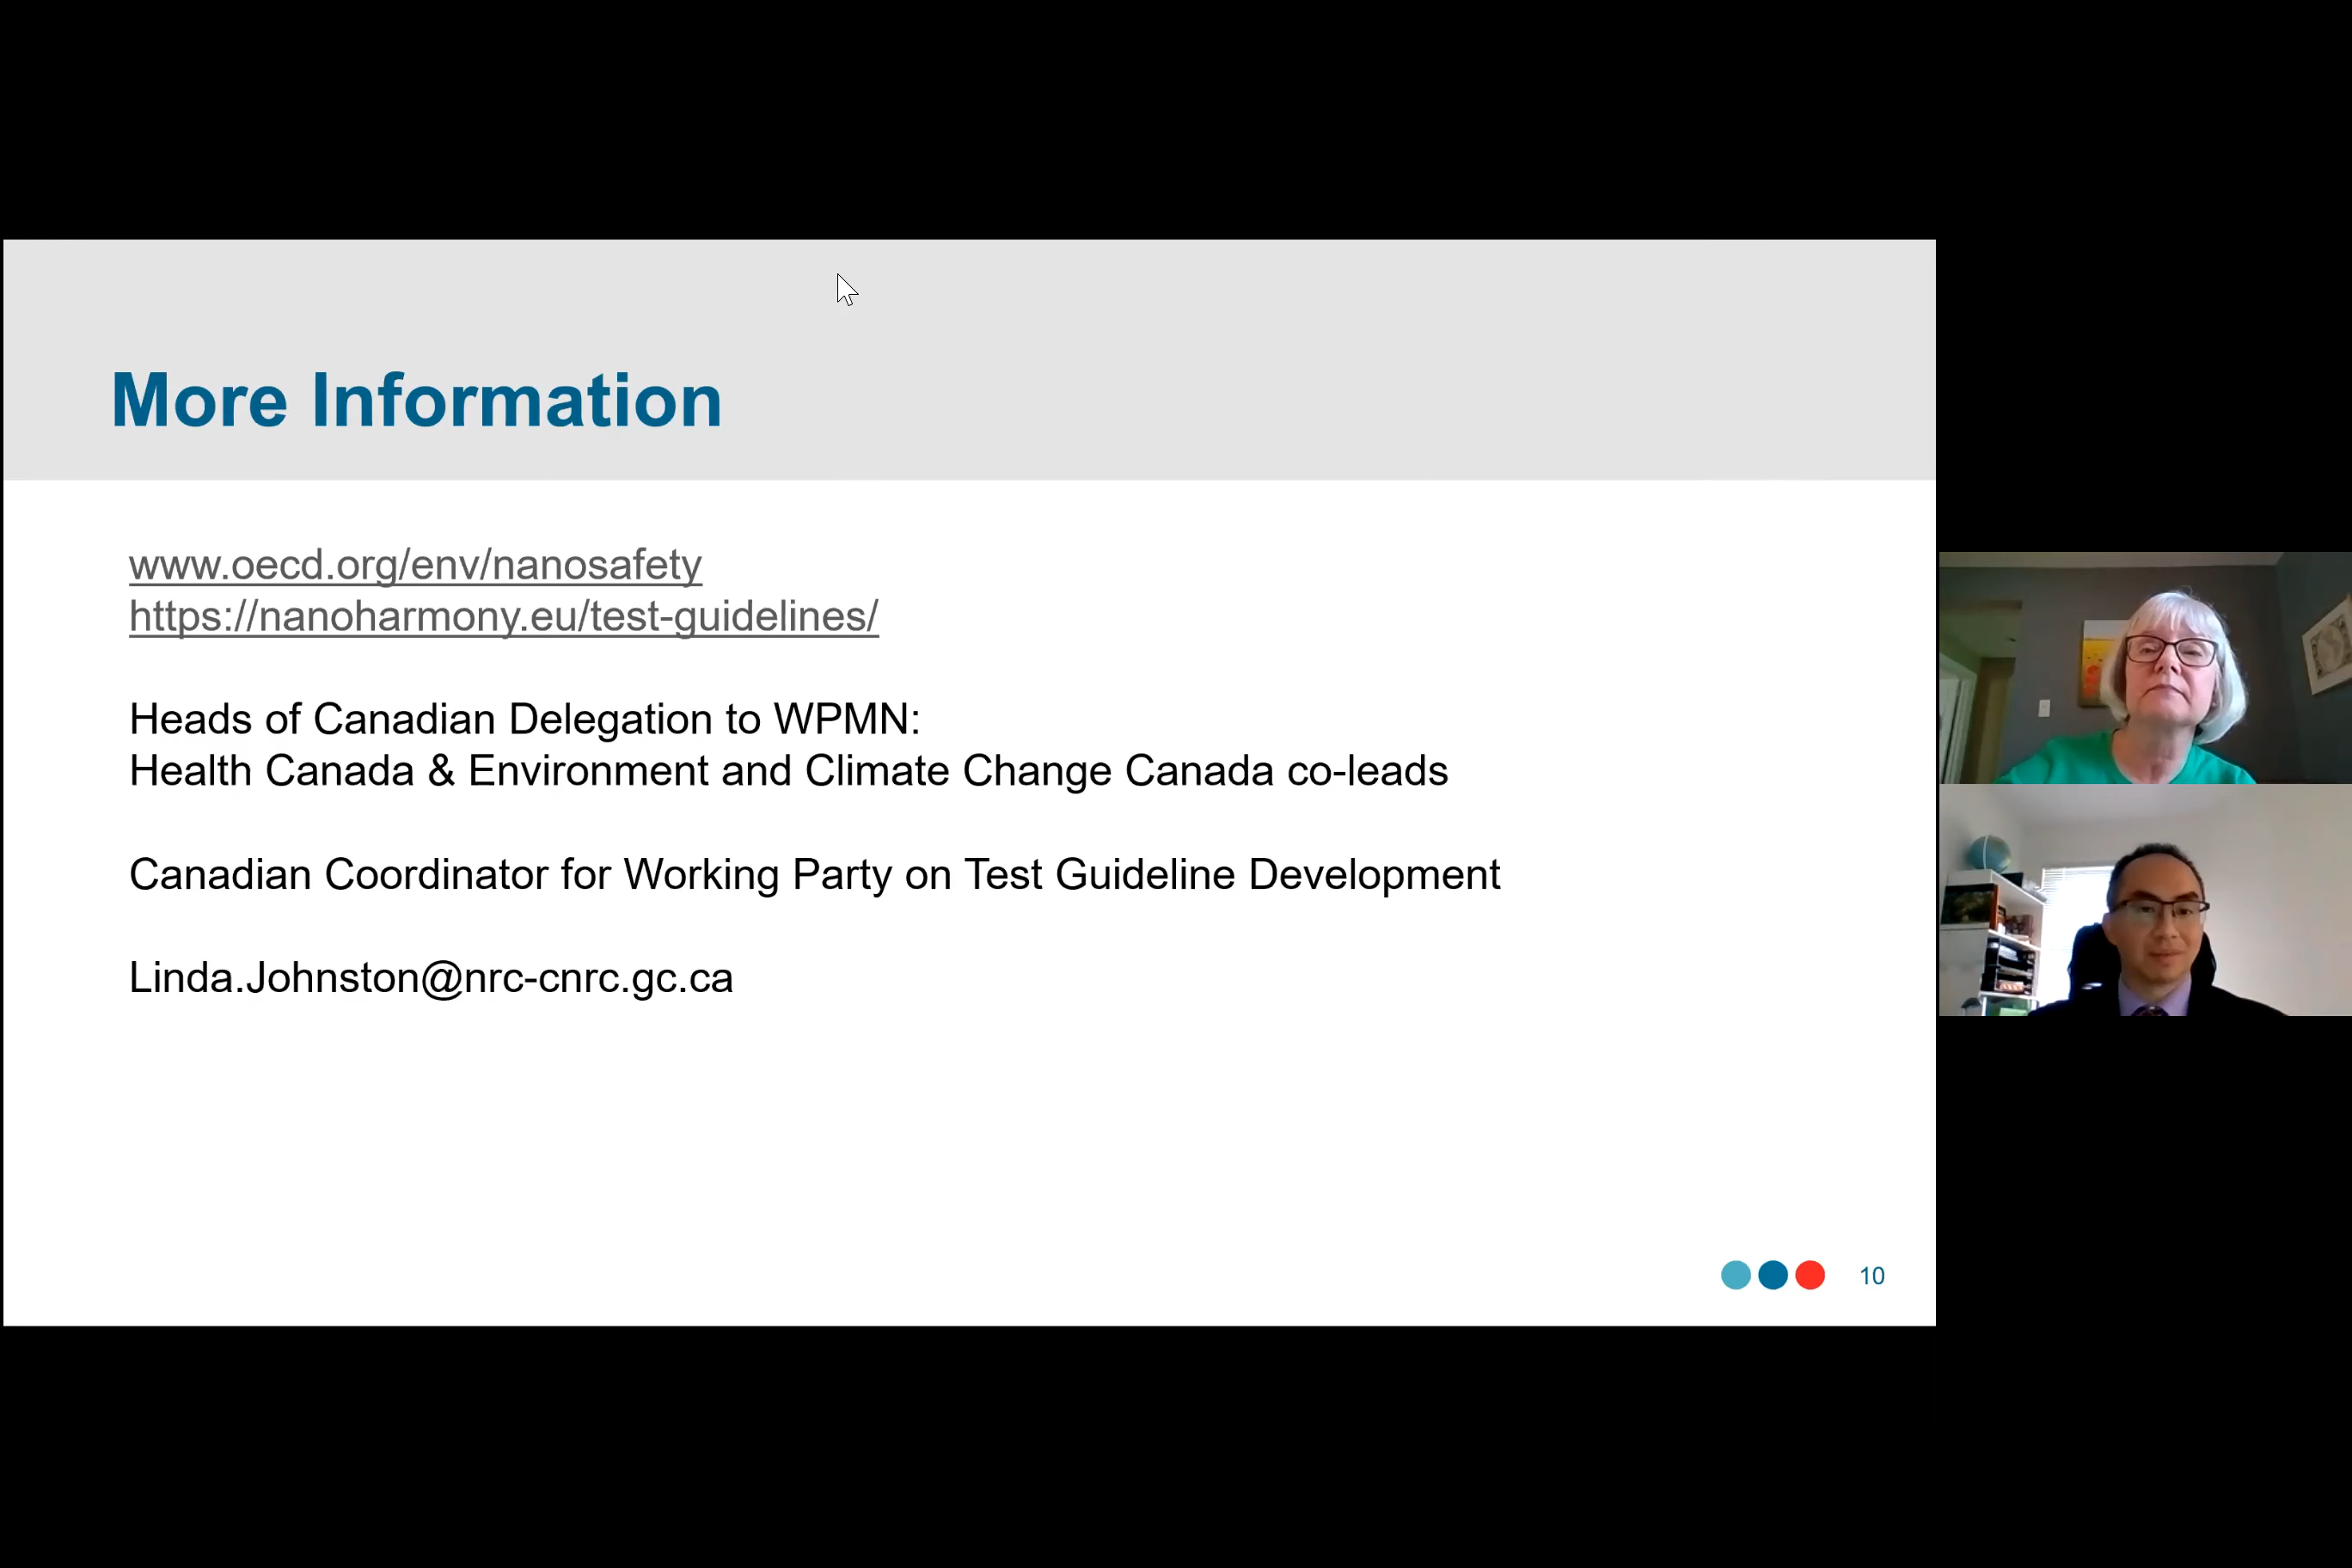 More Information
www.oecd.org/env/nanosafety
https://nanoharmony.eu/test-guidelines/
Heads of Canadian Delegation to WPMN:
Health Canada & Environment and Climate Change Canada co-leads
Canadian Coordinator for Working Party on Test Guideline Development
Linda.Johnston@nrc-cnrc.gc.ca
10